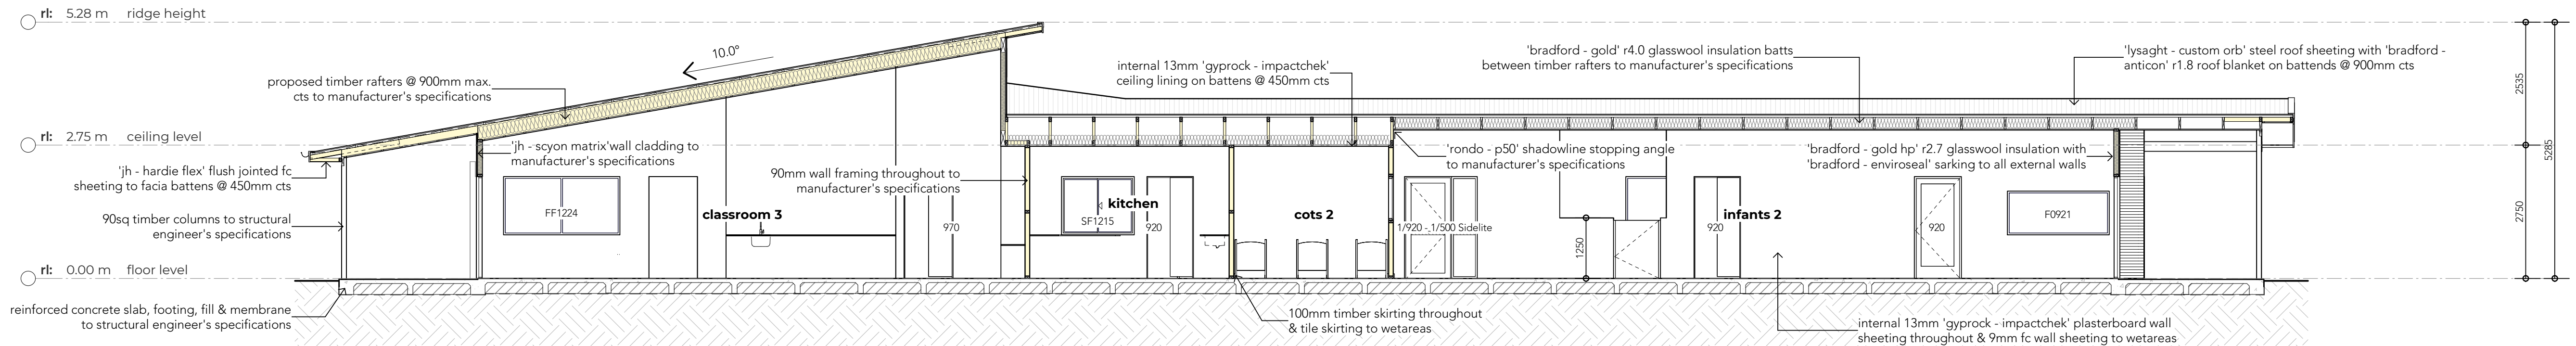 rl: 5.28 m ridge height
10.0°
proposed timber rafters @ 900mm max.
cts to manufacturer's specifications
internal 13mm 'gyprock - impactchek'
ceiling lining on battens @ 450mm cts
'bradford - gold' r4.0 glasswool insulation batts
between timber rafters to manufacturer's specifications
'lysaght - custom orb' steel roof sheeting with 'bradford -
anticon' r1.8 roof blanket on battends @ 900mm cts
2535
rl: 2.75 m ceiling level
'jh - scyon matrix'wall cladding to
manufacturer's specifications
'rondo - p50' shadowline stopping angle
to manufacturer's specifications
'bradford - gold hp' r2.7 glasswool insulation with
'bradford - enviroseal' sarking to all external walls
5285
'jh - hardie flex' flush jointed fc
sheeting to facia battens @ 450mm cts
90mm wall framing throughout to
manufacturer's specifications
90sq timber columns to structural
engineer's specifications
FF1224
classroom 3
970
kitchen
SF1215
920
cots 2
1/920 - 1/500 Sidelite
1250
infants 2
920
920
F0921
2750
rl: 0.00 m floor level
reinforced concrete slab, footing, fill & membrane
to structural engineer's specifications
100mm timber skirting throughout
& tile skirting to wetareas
internal 13mm 'gyprock - impactchek' plasterboard wall
sheeting throughout & 9mm fc wall sheeting to wetareas